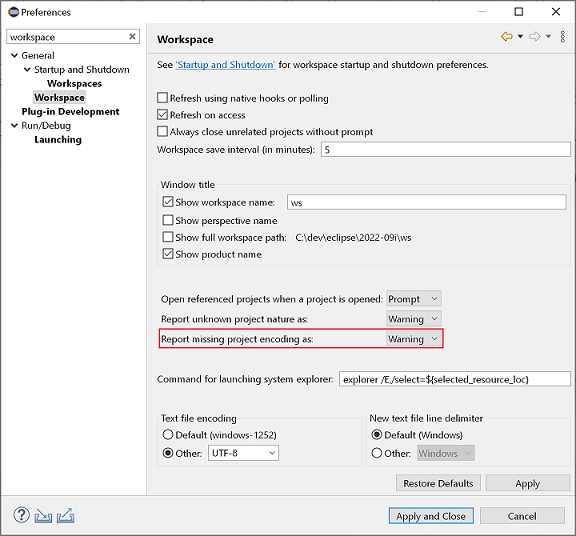 Preferences
workspace
General
Startup and Shutdown
Workspaces
Workspace
Plug-in Development
Run/Debug
Launching
Workspace
See 'Startup and Shutdown' for workspace startup and shutdown preferences.
Refresh using native hooks or polling
Refresh on access
Always close unrelated projects without prompt
Workspace save interval (in minutes): 5
Window title
Show workspace name: ws
Show perspective name
Show full workspace path: C:\dev\eclipse\2022-09i\ws
Show product name
Open referenced projects when a project is opened: Prompt
Report unknown project nature as: Warning
Report missing project encoding as: Warning
Command for launching system explorer: explorer /E,/select=${selected_resource_loc}
Text file encoding
Default (windows-1252)
Other: UTF-8
New text file line delimiter
Default (Windows)
Other: Windows
Restore Defaults Apply
? Apply and Close Cancel